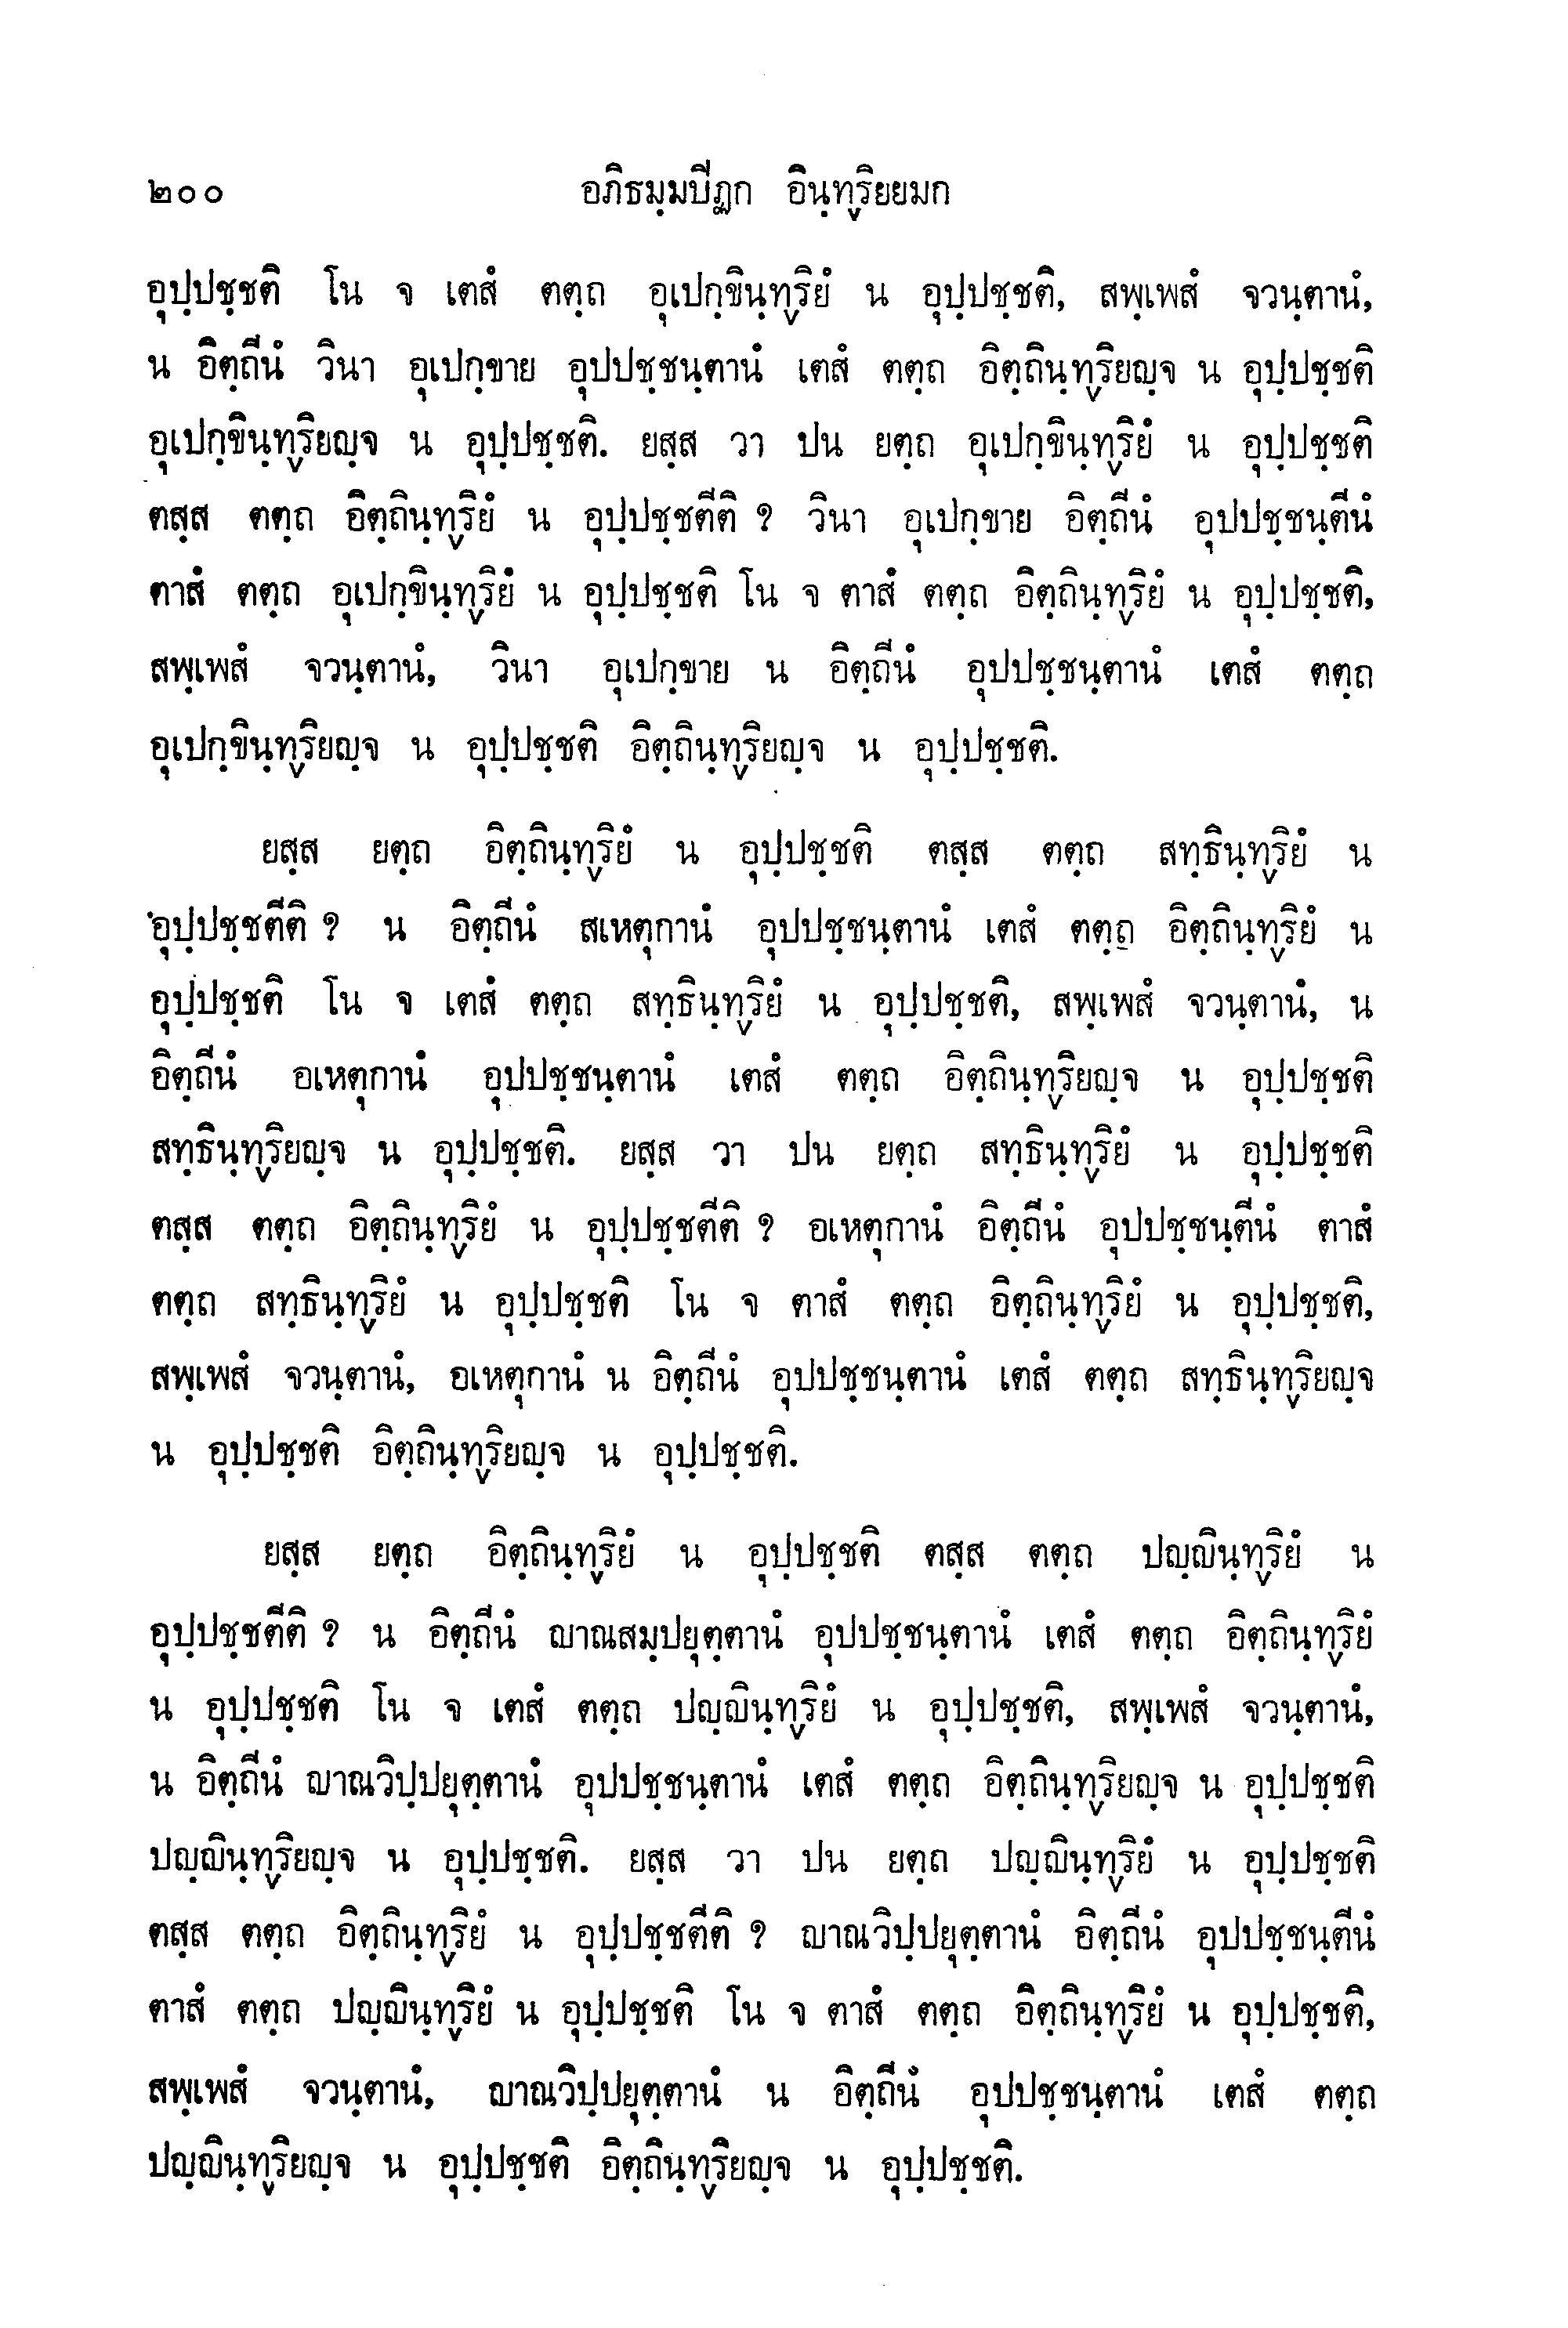 ๒๐๐ อภิธมฺมปีฏก อินฺทฺริยยมก
อุปฺปชฺชติ โน จ เตสํ ตตฺถ อุเปกฺขินฺทฺริยํ น อุปฺปชฺชติ, สพฺเพสํ จวนฺตานํ,
น อิตฺถีนํ วินา อุเปกฺขาย อุปปชฺชนฺตานํ เตสํ ตตฺถ อิตฺถินฺทฺริยญฺจ น อุปฺปชฺชติ
อุเปกฺขินฺทฺริยญฺจ น อุปฺปชฺชติ. ยสฺส วา ปน ยตฺถ อุเปกฺขินฺทฺริยํ น อุปฺปชฺชติ
ตสฺส ตตฺถ อิตฺถินฺทฺริยํ น อุปฺปชฺชตีติ ? วินา อุเปกฺขาย อิตฺถีนํ อุปปชฺชนฺตีนํ
ตาสํ ตตฺถ อุเปกฺขินฺทฺริยํ น อุปฺปชฺชติ โน จ ตาสํ ตตฺถ อิตฺถินฺทฺริยํ น อุปฺปชฺชติ,
สพฺเพสํ จวนฺตานํ, วินา อุเปกฺขาย น อิตฺถีนํ อุปปชฺชนฺตานํ เตสํ ตตฺถ
อุเปกฺขินฺทฺริยญฺจ น อุปฺปชฺชติ อิตฺถินฺทฺริยญฺจ น อุปฺปชฺชติ.
ยสฺส ยตฺถ อิตฺถินฺทฺริยํ น อุปฺปชฺชติ ตสฺส ตตฺถ สทฺธินฺทฺริยํ น
อุปฺปชฺชตีติ ? น อิตฺถีนํ สเหตุกานํ อุปปชฺชนฺตานํ เตสํ ตตฺถ อิตฺถินฺทฺริยํ น
อุปฺปชฺชติ โน จ เตสํ ตตฺถ สทฺธินฺทฺริยํ น อุปฺปชฺชติ, สพฺเพสํ จวนฺตานํ, น
อิตฺถีนํ อเหตุกานํ อุปปชฺชนฺตานํ เตสํ ตตฺถ อิตฺถินฺทฺริยญฺจ น อุปฺปชฺชติ
สทฺธินฺทฺริยญฺจ น อุปฺปชฺชติ. ยสฺส วา ปน ยตฺถ สทฺธินฺทฺริยํ น อุปฺปชฺชติ
ตสฺส ตตฺถ อิตฺถินฺทฺริยํ น อุปฺปชฺชตีติ ? อเหตุกานํ อิตฺถีนํ อุปปชฺชนฺตีนํ ตาสํ
ตตฺถ สทฺธินฺทฺริยํ น อุปฺปชฺชติ โน จ ตาสํ ตตฺถ อิตฺถินฺทฺริยํ น อุปฺปชฺชติ,
สพฺเพสํ จวนฺตานํ, อเหตุกานํ น อิตฺถีนํ อุปปชฺชนฺตานํ เตสํ ตตฺถ สทฺธินฺทฺริยญฺจ
น อุปฺปชฺชติ อิตฺถินฺทฺริยญฺจ น อุปฺปชฺชติ.
ยสฺส ยตฺถ อิตฺถินฺทฺริยํ น อุปฺปชฺชติ ตสฺส ตตฺถ ปญฺญินฺทฺริยํ น
อุปฺปชฺชตีติ ? น อิตฺถีนํ ญาณสมฺปยุตฺตานํ อุปปชฺชนฺตานํ เตสํ ตตฺถ อิตฺถินฺทฺริยํ
น อุปฺปชฺชติ โน จ เตสํ ตตฺถ ปญฺญินฺทฺริยํ น อุปฺปชฺชติ, สพฺเพสํ จวนฺตานํ,
น อิตฺถีนํ ญาณวิปฺปยุตฺตานํ อุปปชฺชนฺตานํ เตสํ ตตฺถ อิตฺถินฺทฺริยญฺจ น อุปฺปชฺชติ
ปญฺญินฺทฺริยญฺจ น อุปฺปชฺชติ. ยสฺส วา ปน ยตฺถ ปญฺญินฺทฺริยํ น อุปฺปชฺชติ
ตสฺส ตตฺถ อิตฺถินฺทฺริยํ น อุปฺปชฺชตีติ ? ญาณวิปฺปยุตฺตานํ อิตฺถีนํ อุปปชฺชนฺตีนํ
ตาสํ ตตฺถ ปญฺญินฺทฺริยํ น อุปฺปชฺชติ โน จ ตาสํ ตตฺถ อิตฺถินฺทฺริยํ น อุปฺปชฺชติ,
สพฺเพสํ จวนฺตานํ, ญาณวิปฺปยุตฺตานํ น อิตฺถีนํ อุปปชฺชนฺตานํ เตสํ ตตฺถ
ปญฺญินฺทฺริยญฺจ น อุปฺปชฺชติ อิตฺถินฺทฺริยญฺจ น อุปฺปชฺชติ.